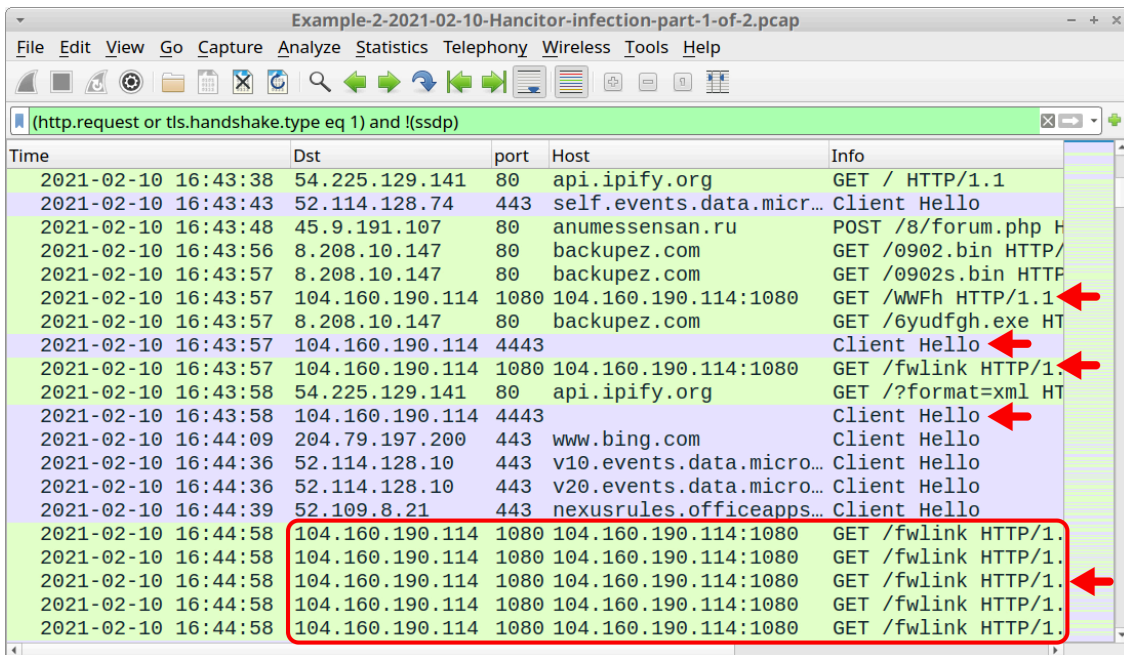 Example-2-2021-02-10-Hancitor-infection-part-1-of-2.pcap
File Edit View Go Capture Analyze Statistics Telephony Wireless Tools Help
(http.request or tls.handshake.type eq 1) and !(ssdp)
Time Dst port Host Info
2021-02-10 16:43:38 54.225.129.141 80 api.ipify.org GET / HTTP/1.1
2021-02-10 16:43:43 52.114.128.74 443 self.events.data.micr… Client Hello
2021-02-10 16:43:48 45.9.191.107 80 anumessensan.ru POST /8/forum.php H
2021-02-10 16:43:56 8.208.10.147 80 backupez.com GET /0902.bin HTTP/
2021-02-10 16:43:57 8.208.10.147 80 backupez.com GET /0902s.bin HTTP
2021-02-10 16:43:57 104.160.190.114 1080 104.160.190.114:1080 GET /WWFh HTTP/1.1
2021-02-10 16:43:57 8.208.10.147 80 backupez.com GET /6yudfgh.exe HT
2021-02-10 16:43:57 104.160.190.114 4443 Client Hello
2021-02-10 16:43:57 104.160.190.114 1080 104.160.190.114:1080 GET /fwlink HTTP/1.
2021-02-10 16:43:58 54.225.129.141 80 api.ipify.org GET /?format=xml HT
2021-02-10 16:43:58 104.160.190.114 4443 Client Hello
2021-02-10 16:44:09 204.79.197.200 443 www.bing.com Client Hello
2021-02-10 16:44:36 52.114.128.10 443 v10.events.data.micro… Client Hello
2021-02-10 16:44:36 52.114.128.10 443 v20.events.data.micro… Client Hello
2021-02-10 16:44:39 52.109.8.21 443 nexusrules.officeapps… Client Hello
2021-02-10 16:44:58 104.160.190.114 1080 104.160.190.114:1080 GET /fwlink HTTP/1.
2021-02-10 16:44:58 104.160.190.114 1080 104.160.190.114:1080 GET /fwlink HTTP/1.
2021-02-10 16:44:58 104.160.190.114 1080 104.160.190.114:1080 GET /fwlink HTTP/1.
2021-02-10 16:44:58 104.160.190.114 1080 104.160.190.114:1080 GET /fwlink HTTP/1.
2021-02-10 16:44:58 104.160.190.114 1080 104.160.190.114:1080 GET /fwlink HTTP/1.